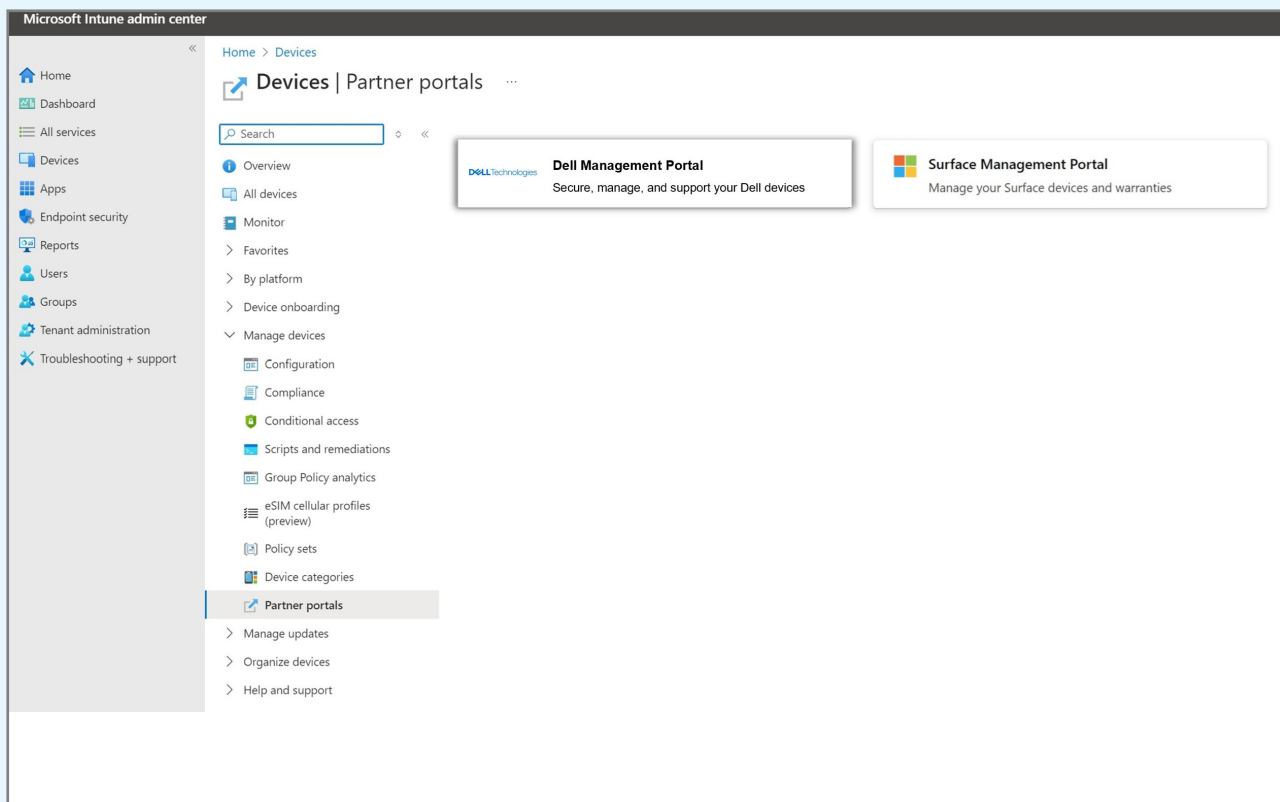 Microsoft Intune admin center
Home
Dashboard
All services
Devices
Apps
Endpoint security
Reports
Users
Groups
Tenant administration
Troubleshooting + support
Home > Devices
Devices | Partner portals ...
Search
Overview
All devices
Monitor
Favorites
By platform
Device onboarding
Manage devices
Configuration
Compliance
Conditional access
Scripts and remediations
Group Policy analytics
eSIM cellular profiles
(preview)
Policy sets
Device categories
Partner portals
Manage updates
Organize devices
Help and support
DELLTechnologies
Dell Management Portal
Secure, manage, and support your Dell devices
Surface Management Portal
Manage your Surface devices and warranties